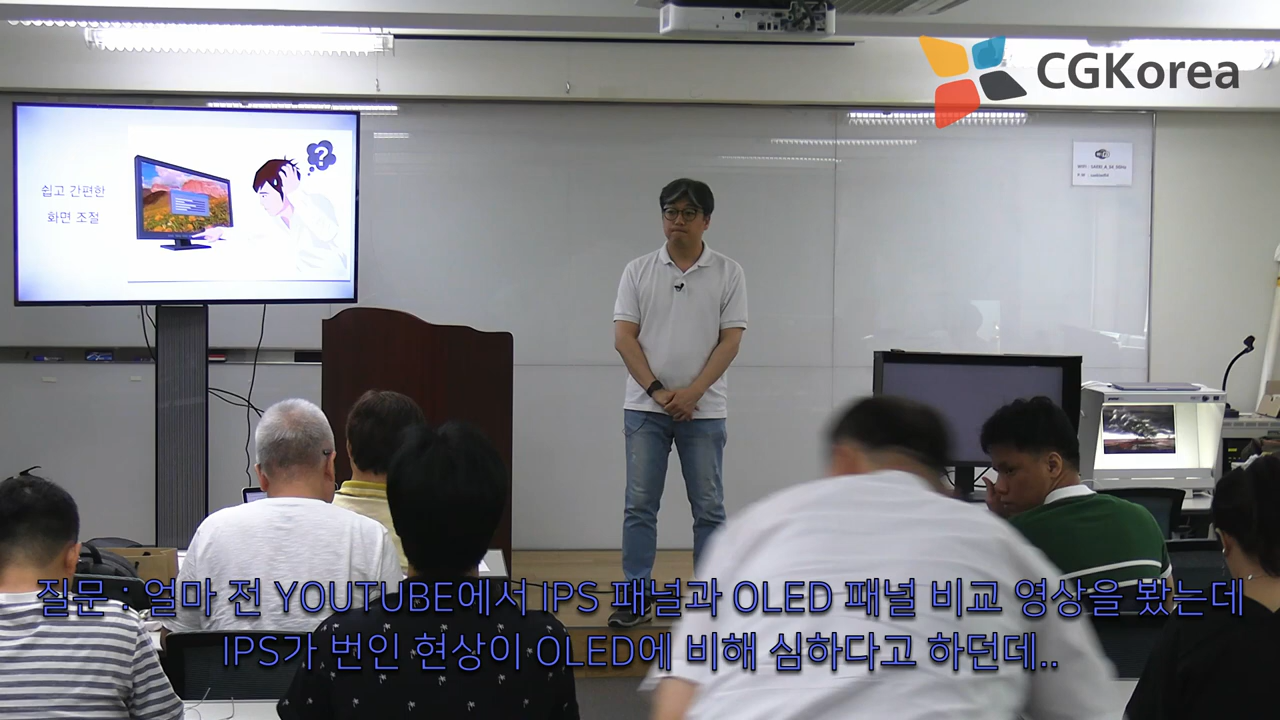 CGKorea
쉽고 간편한
화면 조절
질문 : 얼마 전 YOUTUBE에서 IPS 패널과 OLED 패널 비교 영상을 봤는데
IPS가 번인 현상이 OLED에 비해 심하다고 하던데..